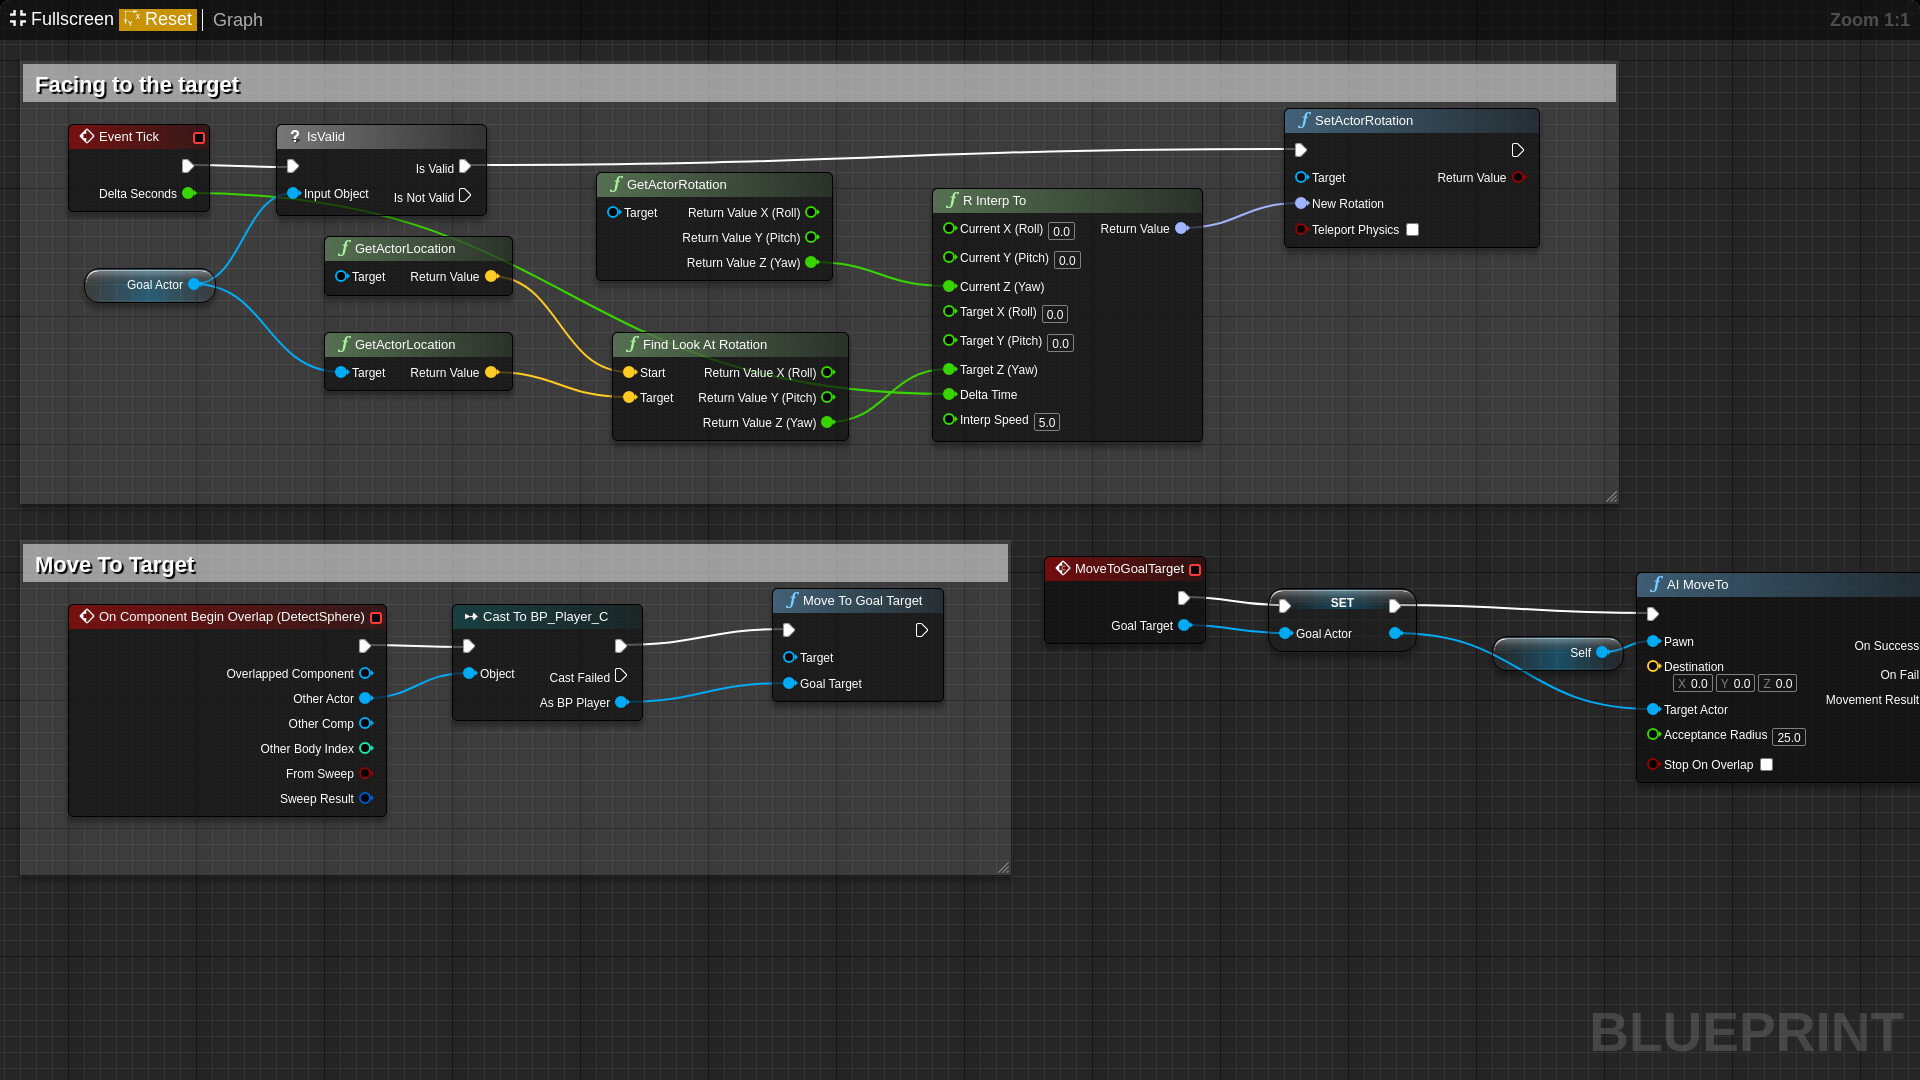 Fullscreen Reset Graph
Zoom 1:1
Facing to the target
Event Tick
Delta Seconds
? IsValid
Is Valid
Input Object
Is Not Valid
Goal Actor
GetActorLocation
Target Return Value
GetActorLocation
Target Return Value
GetActorRotation
Target Return Value X (Roll)
Return Value Y (Pitch)
Return Value Z (Yaw)
Find Look At Rotation
Start Return Value X (Roll)
Target Return Value Y (Pitch)
Return Value Z (Yaw)
R Interp To
Current X (Roll) 0.0 Return Value
Current Y (Pitch) 0.0
Current Z (Yaw)
Target X (Roll) 0.0
Target Y (Pitch) 0.0
Target Z (Yaw)
Delta Time
Interp Speed 5.0
SetActorRotation
Target Return Value
New Rotation
Teleport Physics
Move To Target
On Component Begin Overlap (DetectSphere)
Overlapped Component
Other Actor
Other Comp
Other Body Index
From Sweep
Sweep Result
Cast To BP_Player_C
Object Cast Failed
As BP Player
Move To Goal Target
Target
Goal Target
MoveToGoalTarget
Goal Target
SET
Goal Actor
Self
AI MoveTo
Pawn On Success
Destination
X 0.0 Y 0.0 Z 0.0 On Fail
Movement Result
Target Actor
Acceptance Radius 25.0
Stop On Overlap
BLUEPRINT